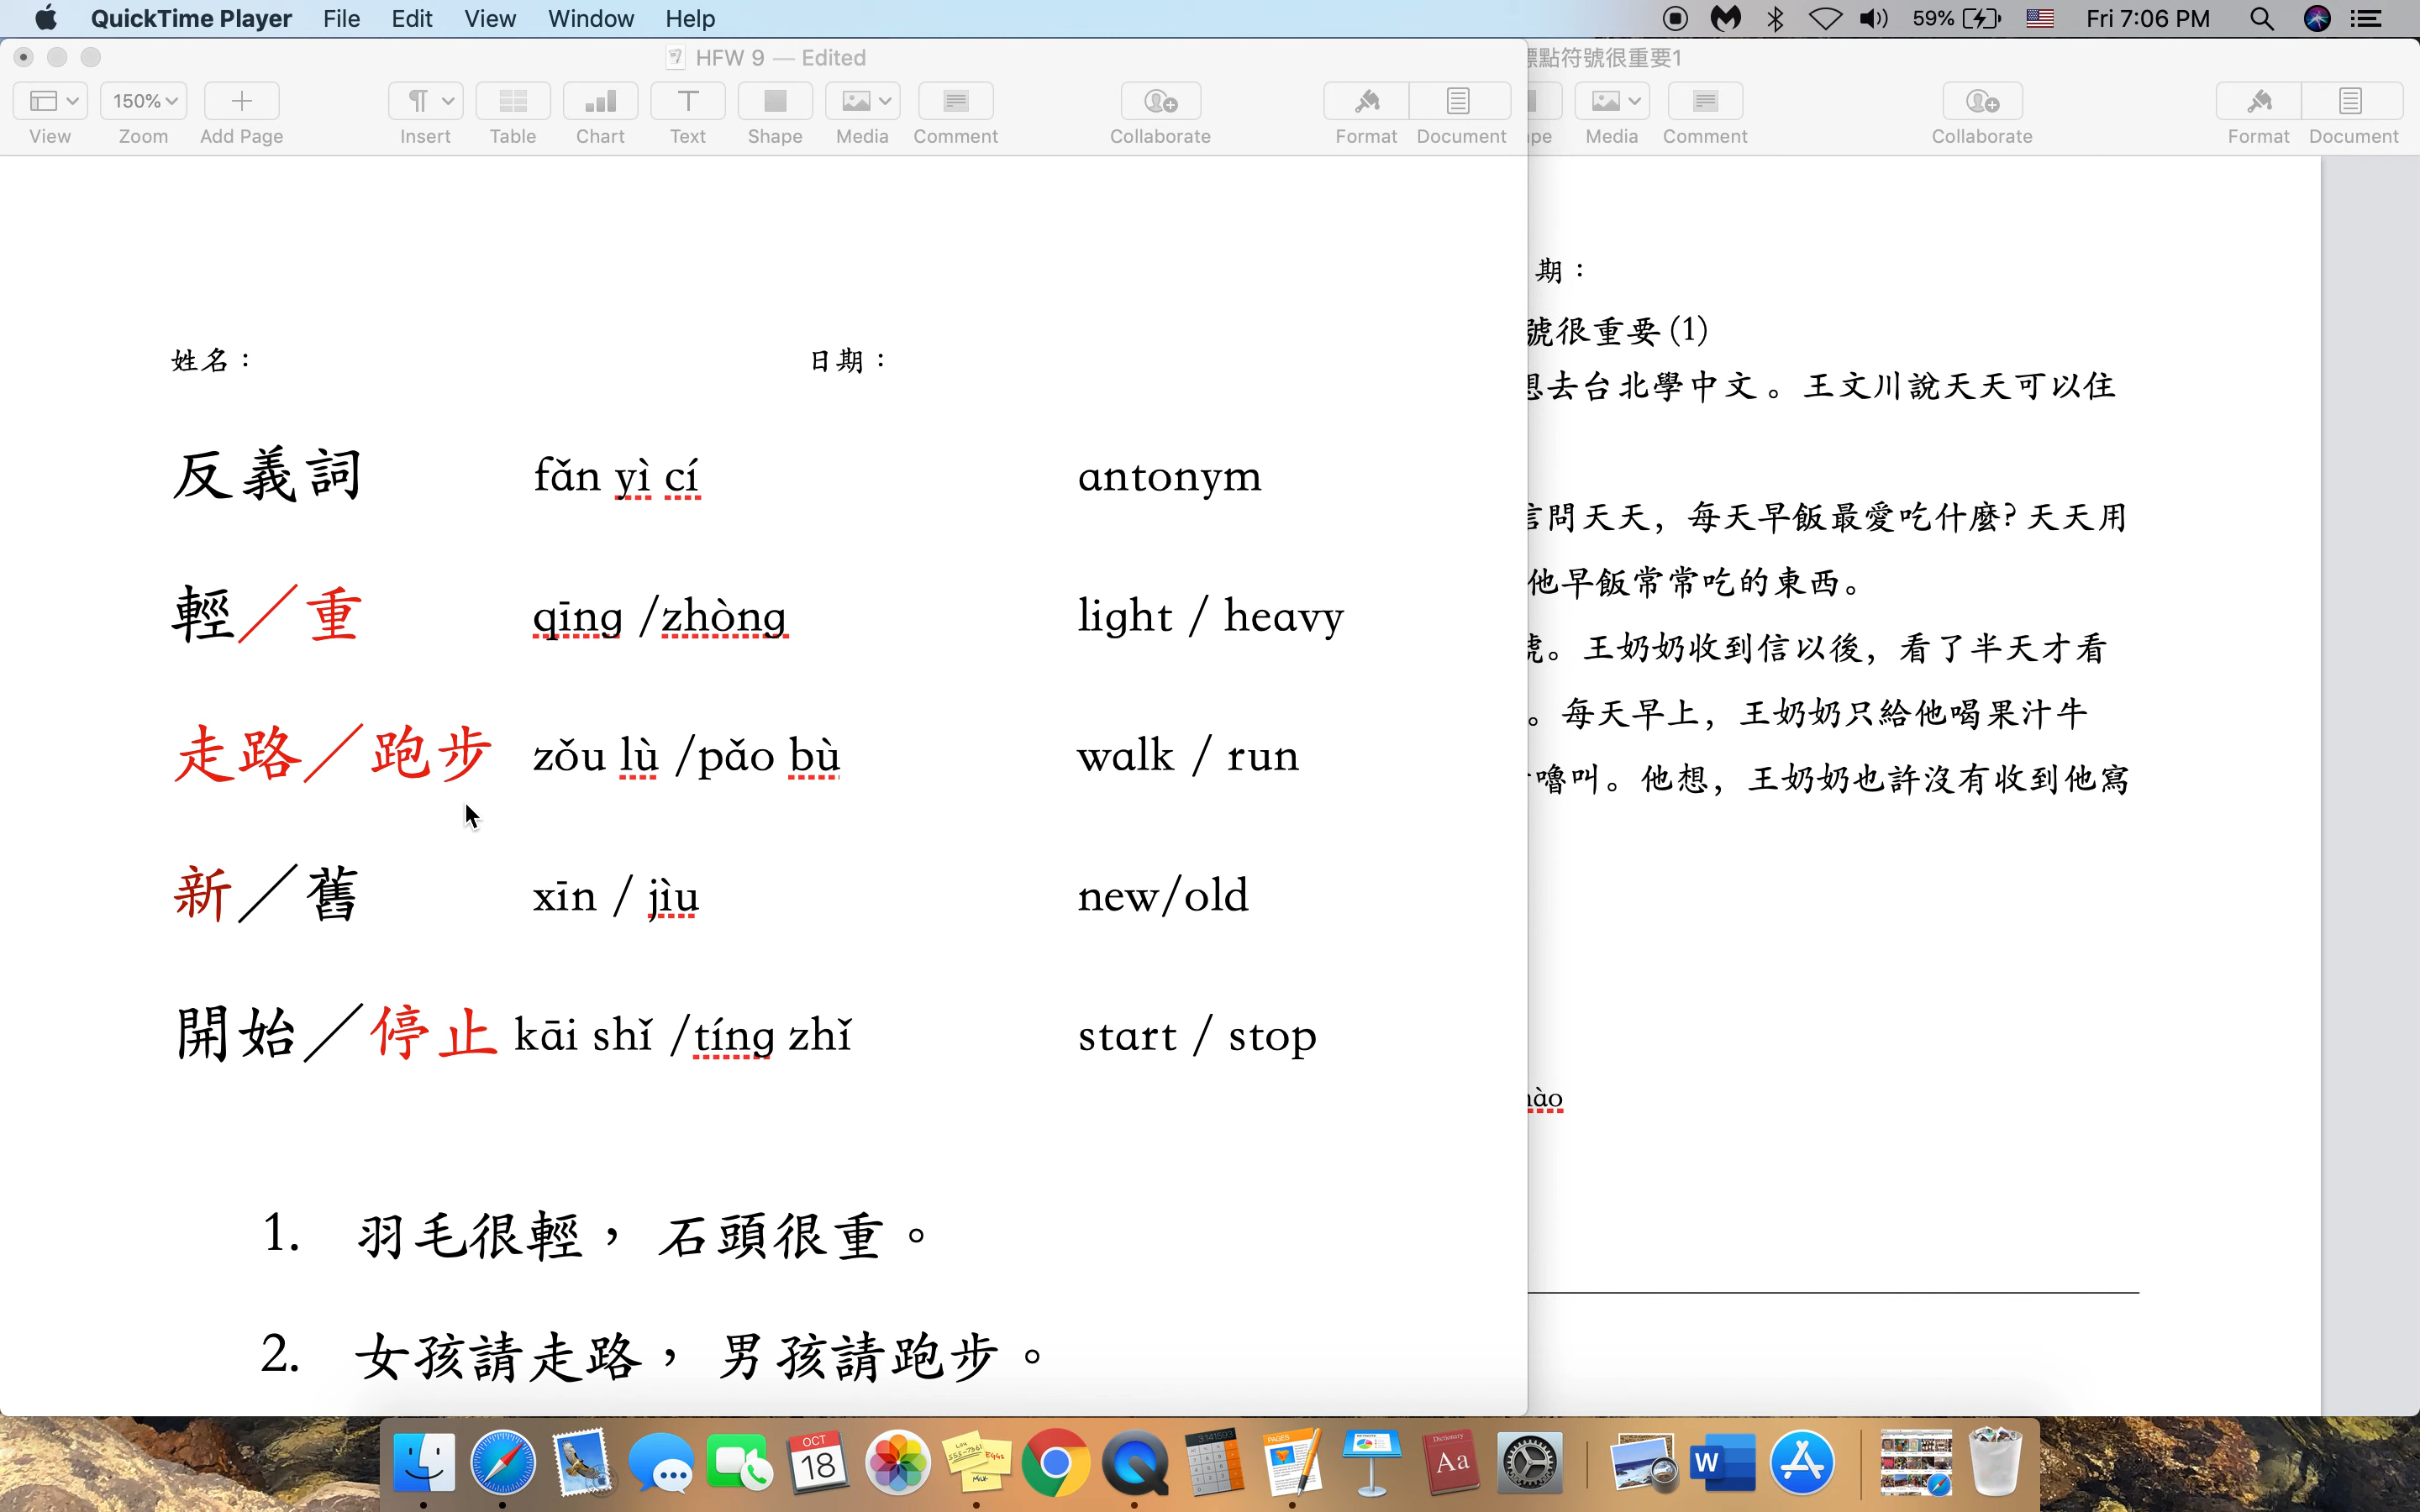 QuickTime Player File Edit View Window Help 59% Fri 7:06 PM
HFW 9 — Edited
150%
View Zoom Add Page Insert Table Chart Text Shape Media Comment Collaborate Format Document
姓名： 日期：
反義詞 fǎn yì cí antonym
輕／重 qīng /zhòng light / heavy
走路／跑步 zǒu lù /pǎo bù walk / run
新／舊 xīn / jìu new/old
開始／停止 kāi shǐ /tíng zhǐ start / stop
1. 羽毛很輕， 石頭很重。
2. 女孩請走路， 男孩請跑步。
點符號很重要1
Media Comment Collaborate Format Document
期：
號很重要(1)
去台北學中文。王文川說天天可以住
問天天，每天早飯最愛吃什麼?天天用
他早飯常常吃的東西。
。王奶奶收到信以後，看了半天才看
。每天早上，王奶奶只給他喝果汁牛
嚕叫。他想，王奶奶也許沒有收到他寫
OCT
18
3.141593
PAGES
Dictionary
Aa
W